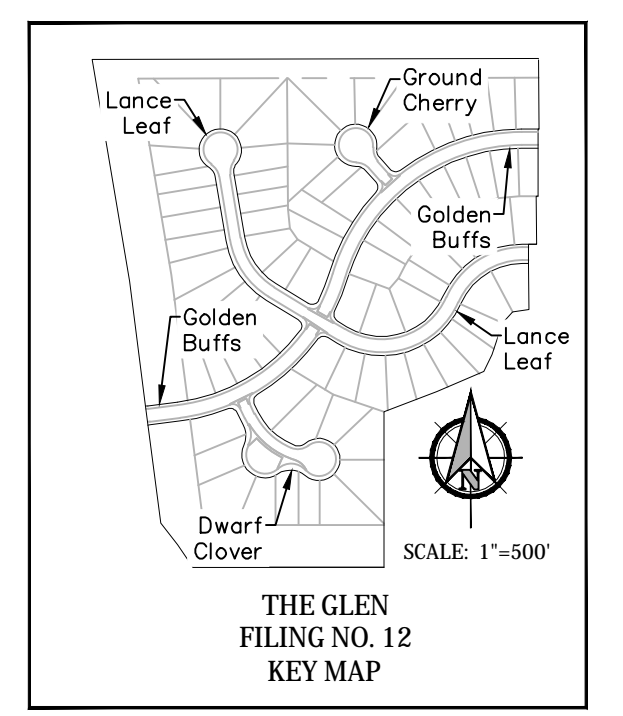 Ground
Cherry
Lance
Leaf
Golden
Buffs
Golden
Buffs
Lance
Leaf
Dwarf
Clover
N
SCALE: 1"=500'
THE GLEN
FILING NO. 12
KEY MAP